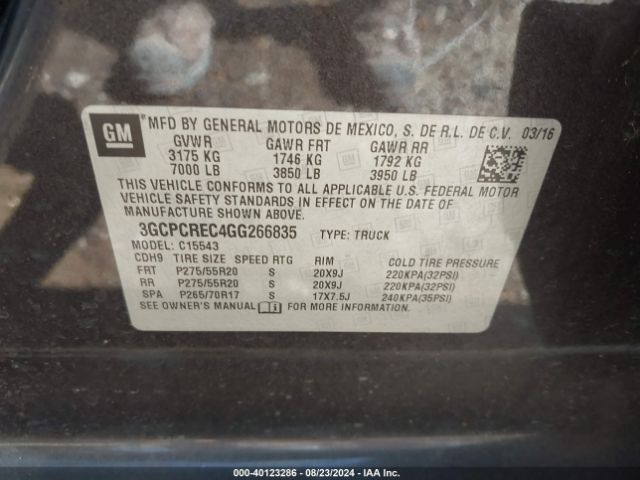 GM
MFD BY GENERAL MOTORS DE MEXICO, S. DE R.L. DE C.V. 03/16
GVWR GAWR FRT GAWR RR
3175 KG 1746 KG 1792 KG
7000 LB 3850 LB 3950 LB
THIS VEHICLE CONFORMS TO ALL APPLICABLE U.S. FEDERAL MOTOR
VEHICLE SAFETY STANDARDS IN EFFECT ON THE DATE OF
MANUFACTURE SHOWN ABOVE.
3GCPCREC4GG266835 TYPE: TRUCK
MODEL: C15543
CDH9 TIRE SIZE SPEED RTG RIM COLD TIRE PRESSURE
FRT P275/55R20 S 20X9J 220KPA(32PSI)
RR P275/55R20 S 20X9J 220KPA(32PSI)
SPA P265/70R17 S 17X7.5J 240KPA(35PSI)
SEE OWNER'S MANUAL FOR MORE INFORMATION.
000-40123286 - 08/23/2024 - IAA Inc.